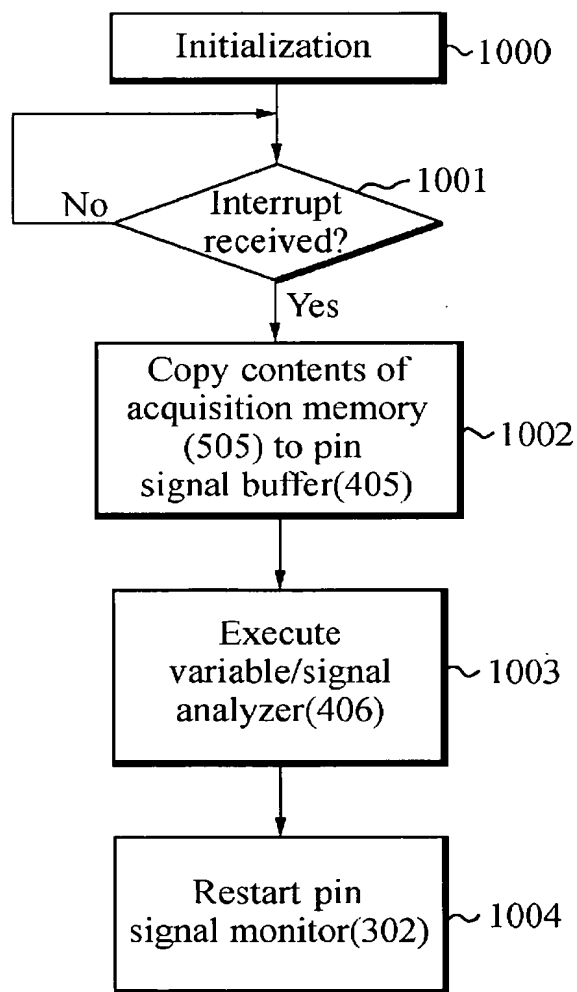 Initialization
1000
1001
Interrupt
received?
No
Yes
Copy contents of
acquisition memory
(505) to pin
signal buffer(405)
1002
Execute
variable/signal
analyzer(406)
1003
Restart pin
signal monitor(302)
1004